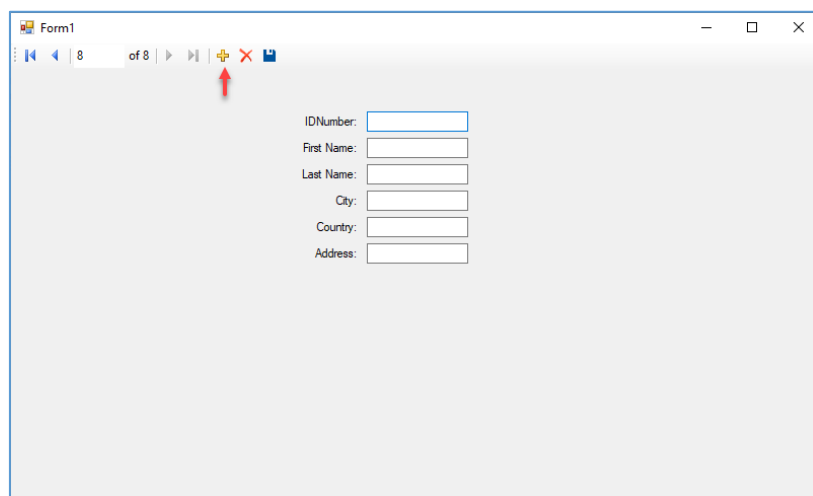 Form1
8 of 8
IDNumber:
First Name:
Last Name:
City:
Country:
Address: